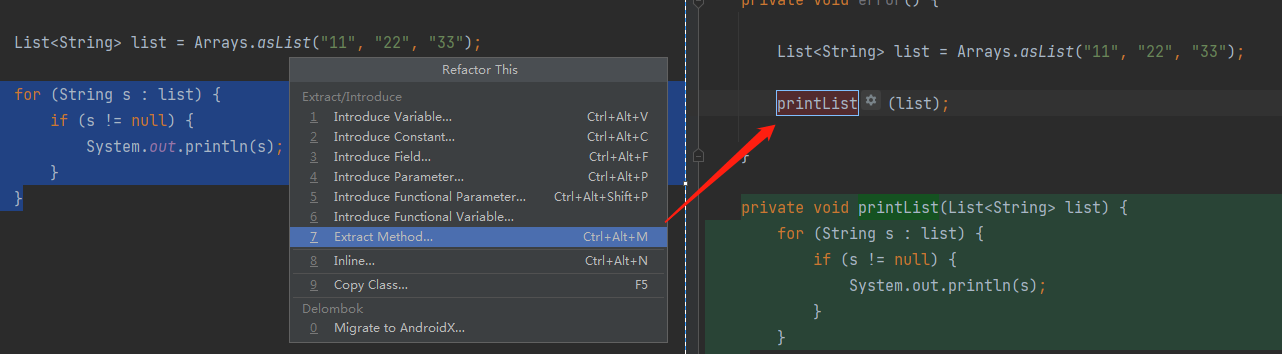 List<String> list = Arrays.asList("11", "22", "33");
for (String s : list) {
if (s != null) {
System.out.println(s);
}
}
Refactor This
Extract/Introduce
1 Introduce Variable... Ctrl+Alt+V
2 Introduce Constant... Ctrl+Alt+C
3 Introduce Field... Ctrl+Alt+F
4 Introduce Parameter... Ctrl+Alt+P
5 Introduce Functional Parameter... Ctrl+Alt+Shift+P
6 Introduce Functional Variable...
7 Extract Method... Ctrl+Alt+M
8 Inline... Ctrl+Alt+N
9 Copy Class... F5
Delombok
0 Migrate to AndroidX...
private void error() {
List<String> list = Arrays.asList("11", "22", "33");
printList (list);
}
private void printList(List<String> list) {
for (String s : list) {
if (s != null) {
System.out.println(s);
}
}